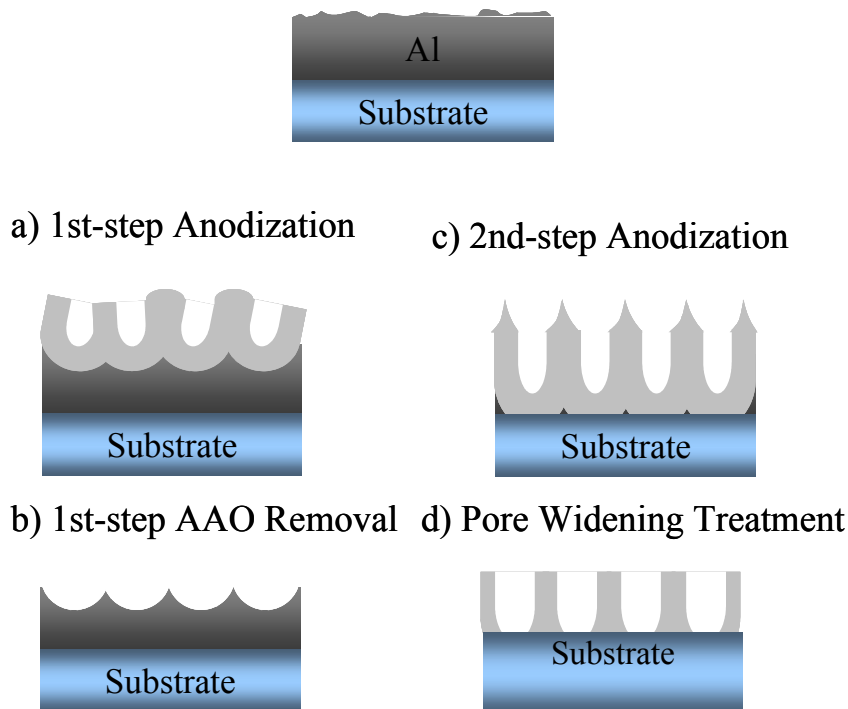 Al
Substrate
a) 1st-step Anodization
Substrate
b) 1st-step AAO Removal
Substrate
c) 2nd-step Anodization
Substrate
d) Pore Widening Treatment
Substrate